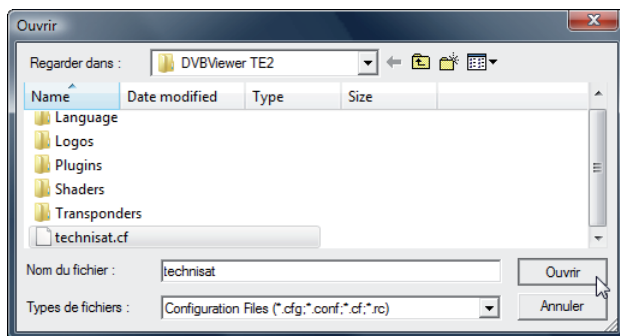 Ouvrir
Regarder dans : DVBViewer TE2
Name Date modified Type Size
Language
Logos
Plugins
Shaders
Transponders
technisat.cf
Nom du fichier : technisat Ouvrir
Types de fichiers : Configuration Files (*.cfg;*.conf;*.cf;*.rc) Annuler